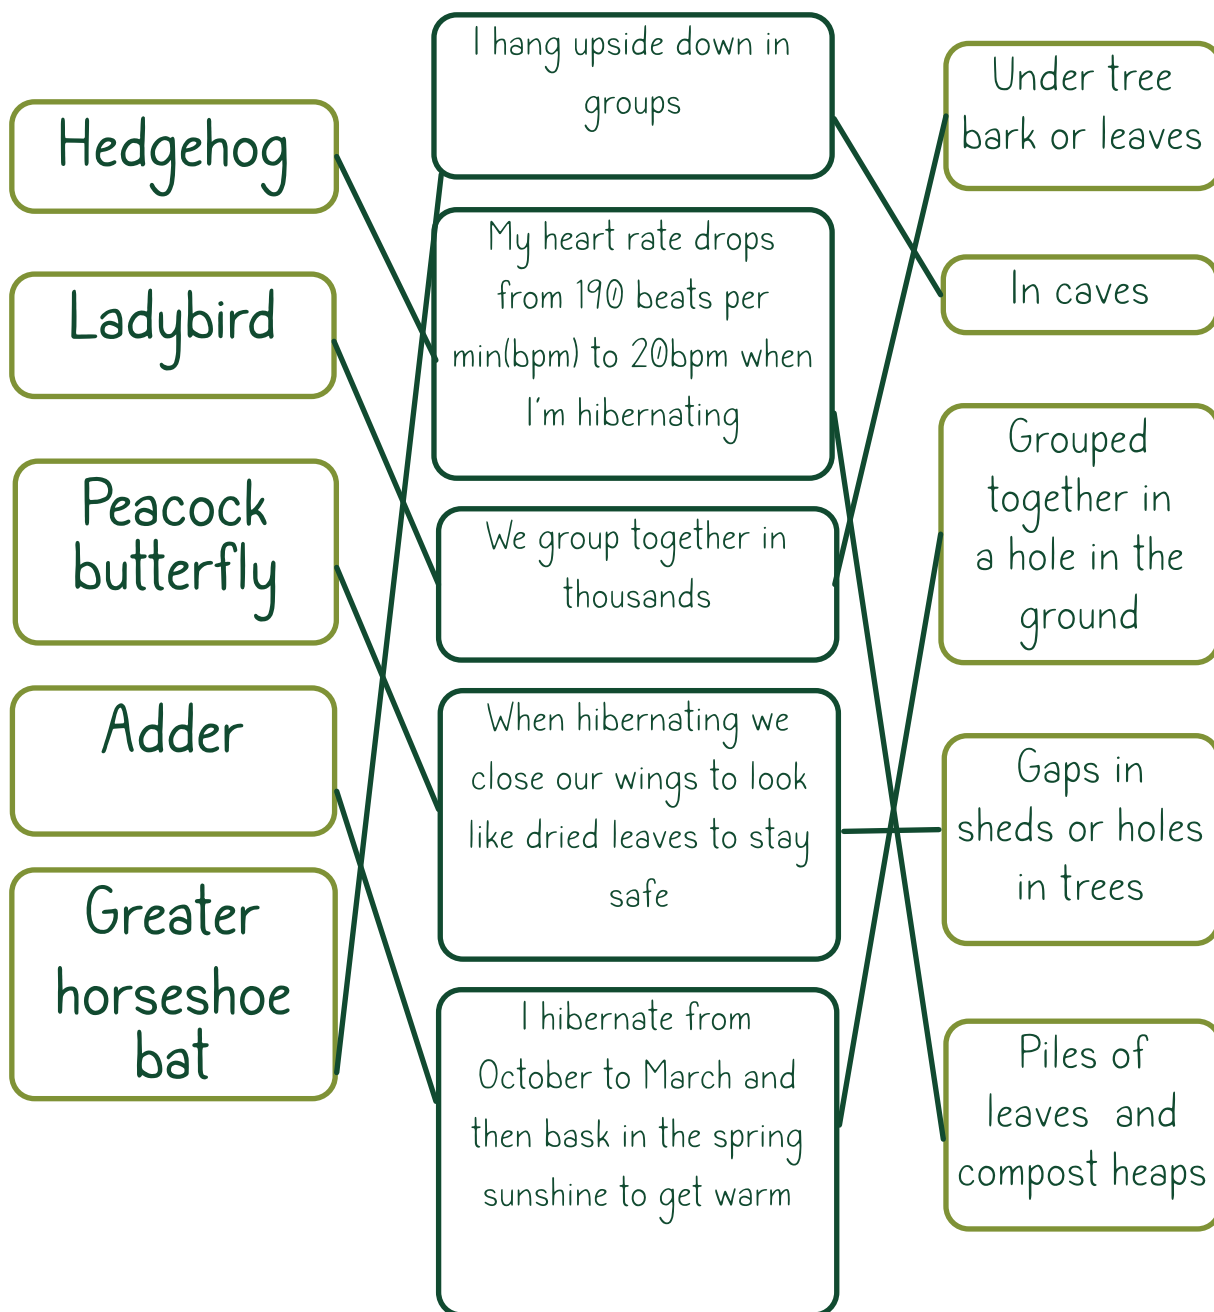 Hedgehog
Ladybird
Peacock
butterfly
Adder
Greater
horseshoe
bat
I hang upside down in
groups
My heart rate drops
from 190 beats per
min(bpm) to 20bpm when
I'm hibernating
We group together in
thousands
When hibernating we
close our wings to look
like dried leaves to stay
safe
I hibernate from
October to March and
then bask in the spring
sunshine to get warm
Under tree
bark or leaves
In caves
Grouped
together in
a hole in the
ground
Gaps in
sheds or holes
in trees
Piles of
leaves and
compost heaps